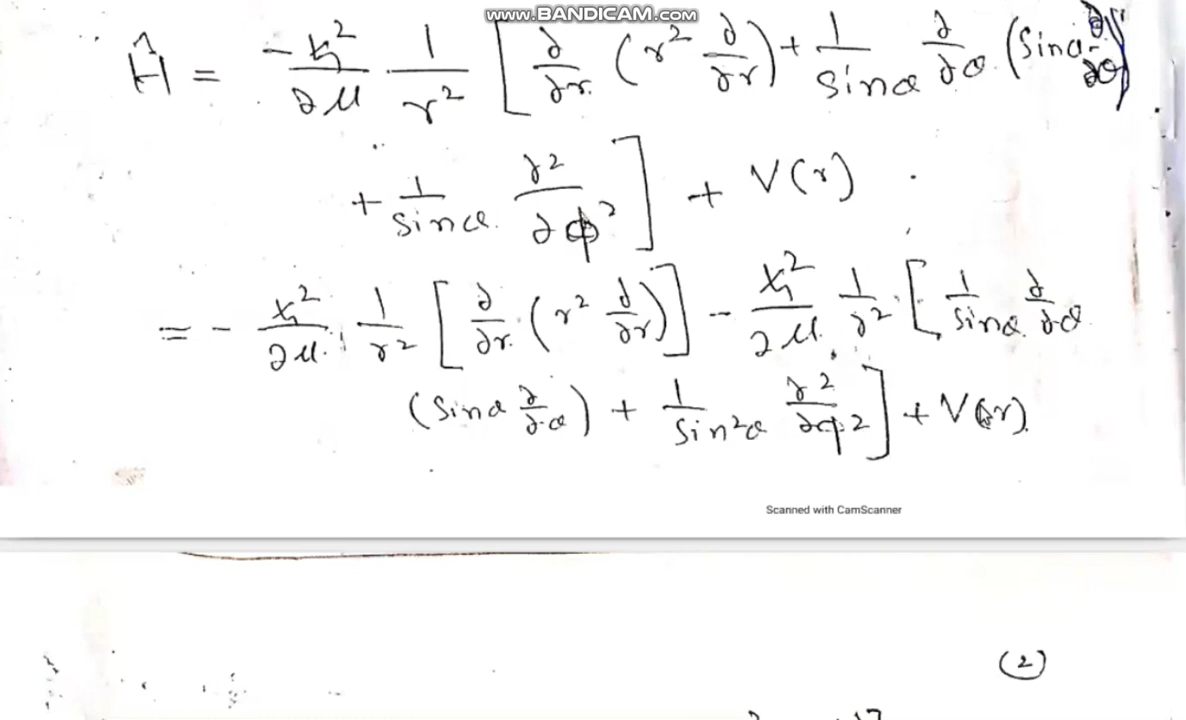 www.BANDICAM.com
Ĥ = -ħ²/2μ 1/r² [ ∂/∂r (r² ∂/∂r) + 1/Sinθ ∂/∂θ (Sinθ ∂/∂θ)
+ 1/Sinθ ∂²/∂φ² ] + V(r)
= - ħ²/2μ 1/r² [ ∂/∂r (r² ∂/∂r) ] - ħ²/2μ 1/r² [ 1/Sinθ ∂/∂θ
(Sinθ ∂/∂θ) + 1/Sin²θ ∂²/∂φ² ] + V(r)
Scanned with CamScanner
(2)